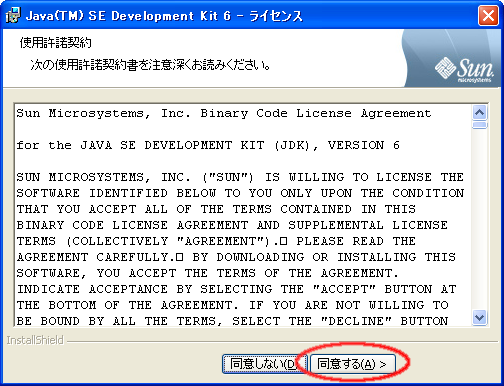 Java(TM) SE Development Kit 6 - ライセンス
使用許諾契約
次の使用許諾契約書を注意深くお読みください。
Sun
microsystems
Sun Microsystems, Inc. Binary Code License Agreement
for the JAVA SE DEVELOPMENT KIT (JDK), VERSION 6
SUN MICROSYSTEMS, INC. ("SUN") IS WILLING TO LICENSE THE
SOFTWARE IDENTIFIED BELOW TO YOU ONLY UPON THE CONDITION
THAT YOU ACCEPT ALL OF THE TERMS CONTAINED IN THIS
BINARY CODE LICENSE AGREEMENT AND SUPPLEMENTAL LICENSE
TERMS (COLLECTIVELY "AGREEMENT").□ PLEASE READ THE
AGREEMENT CAREFULLY.□ BY DOWNLOADING OR INSTALLING THIS
SOFTWARE, YOU ACCEPT THE TERMS OF THE AGREEMENT.
INDICATE ACCEPTANCE BY SELECTING THE "ACCEPT" BUTTON AT
THE BOTTOM OF THE AGREEMENT. IF YOU ARE NOT WILLING TO
BE BOUND BY ALL THE TERMS, SELECT THE "DECLINE" BUTTON
InstallShield
同意しない(D)
同意する(A) >